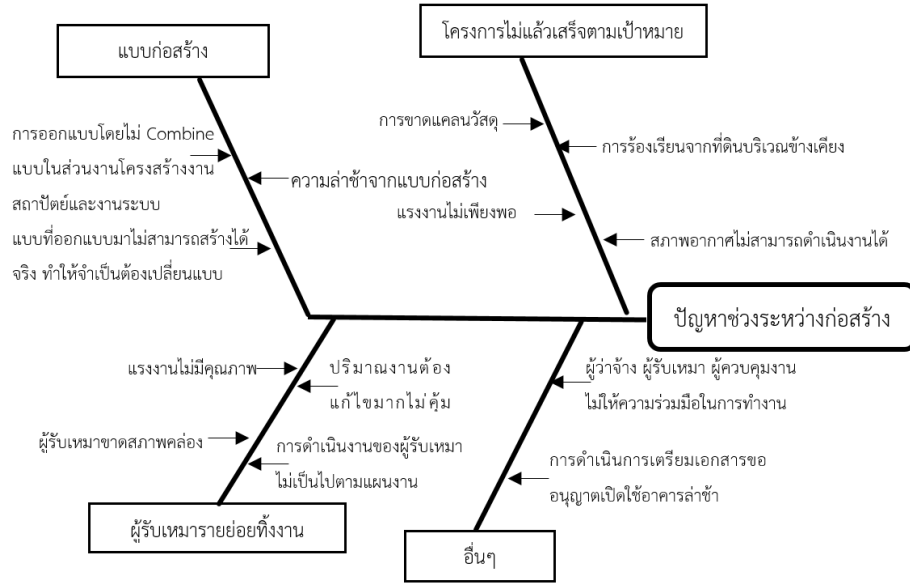 แบบก่อสร้าง
โครงการไม่แล้วเสร็จตามเป้าหมาย
การออกแบบโดยไม่ Combine
แบบในส่วนงานโครงสร้างงาน
สถาปัตย์และงานระบบ
ความล่าช้าจากแบบก่อสร้าง
แบบที่ออกแบบมาไม่สามารถสร้างได้
จริง ทำให้จำเป็นต้องเปลี่ยนแบบ
การขาดแคลนวัสดุ
การร้องเรียนจากที่ดินบริเวณข้างเคียง
แรงงานไม่เพียงพอ
สภาพอากาศไม่สามารถดำเนินงานได้
ปัญหาช่วงระหว่างก่อสร้าง
แรงงานไม่มีคุณภาพ
ปริมาณงานต้อง
แก้ไขมากไม่คุ้ม
ผู้รับเหมาขาดสภาพคล่อง
การดำเนินงานของผู้รับเหมา
ไม่เป็นไปตามแผนงาน
ผู้รับเหมารายย่อยทิ้งงาน
ผู้ว่าจ้าง ผู้รับเหมา ผู้ควบคุมงาน
ไม่ให้ความร่วมมือในการทำงาน
การดำเนินการเตรียมเอกสารขอ
อนุญาตเปิดใช้อาคารล่าช้า
อื่นๆ